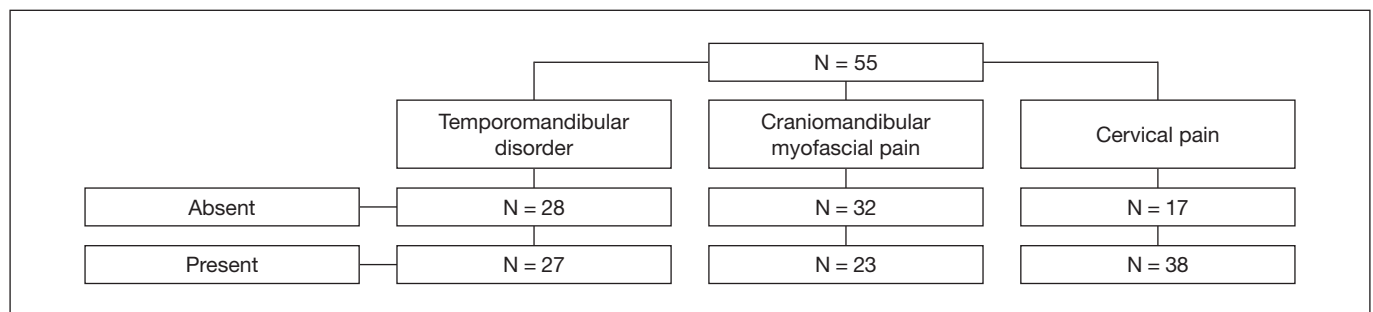 N = 55
Temporomandibular
disorder
Craniomandibular
myofascial pain
Cervical pain
Absent
N = 28
N = 32
N = 17
Present
N = 27
N = 23
N = 38